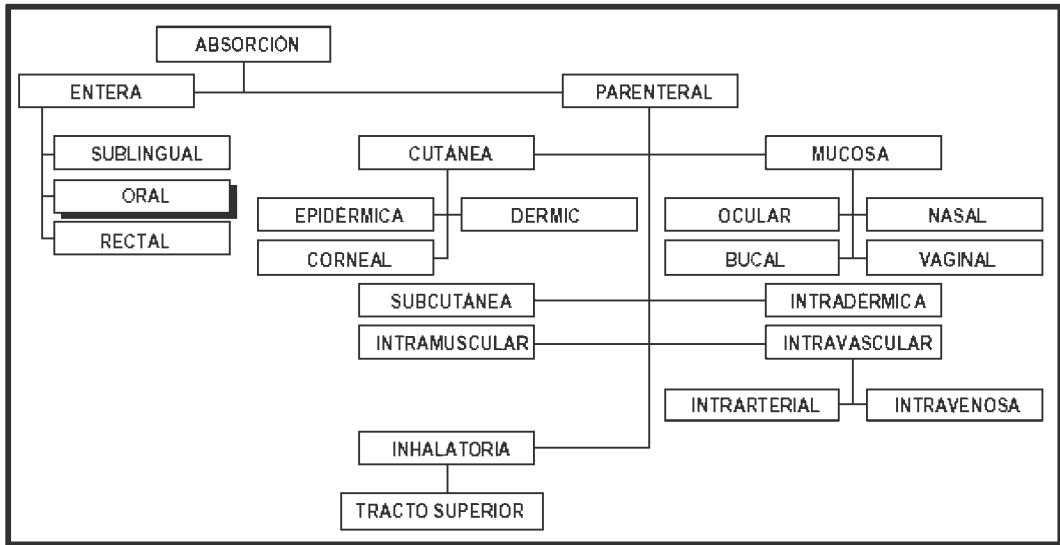 ABSORCIÓN
ENTERA
PARENTERAL
SUBLINGUAL
CUTÁNEA
MUCOSA
ORAL
EPIDÉRMICA
DERMIC
OCULAR
NASAL
RECTAL
CORNEAL
BUCAL
VAGINAL
SUBCUTÁNEA
INTRADÉRMICA
INTRAMUSCULAR
INTRAVASCULAR
INTRARTERIAL
INTRAVENOSA
INHALATORIA
TRACTO SUPERIOR